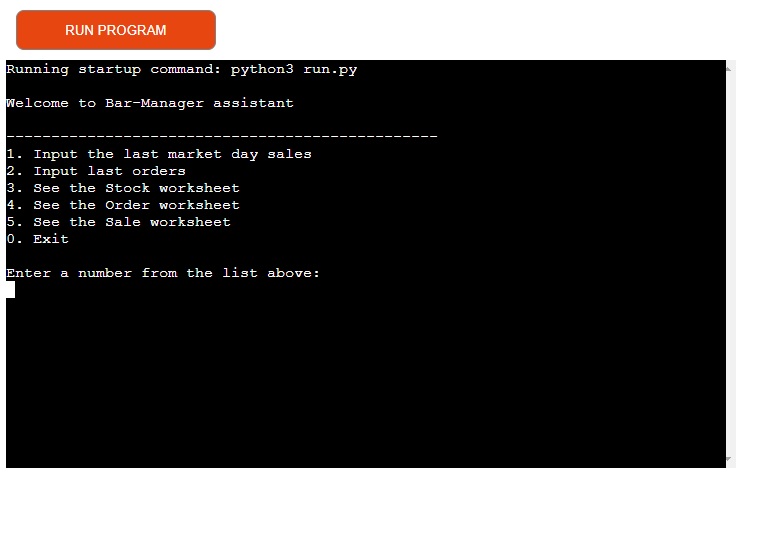 RUN PROGRAM
Running startup command: python3 run.py
Welcome to Bar-Manager assistant
------------------------------------------------
1. Input the last market day sales
2. Input last orders
3. See the Stock worksheet
4. See the Order worksheet
5. See the Sale worksheet
0. Exit
Enter a number from the list above: